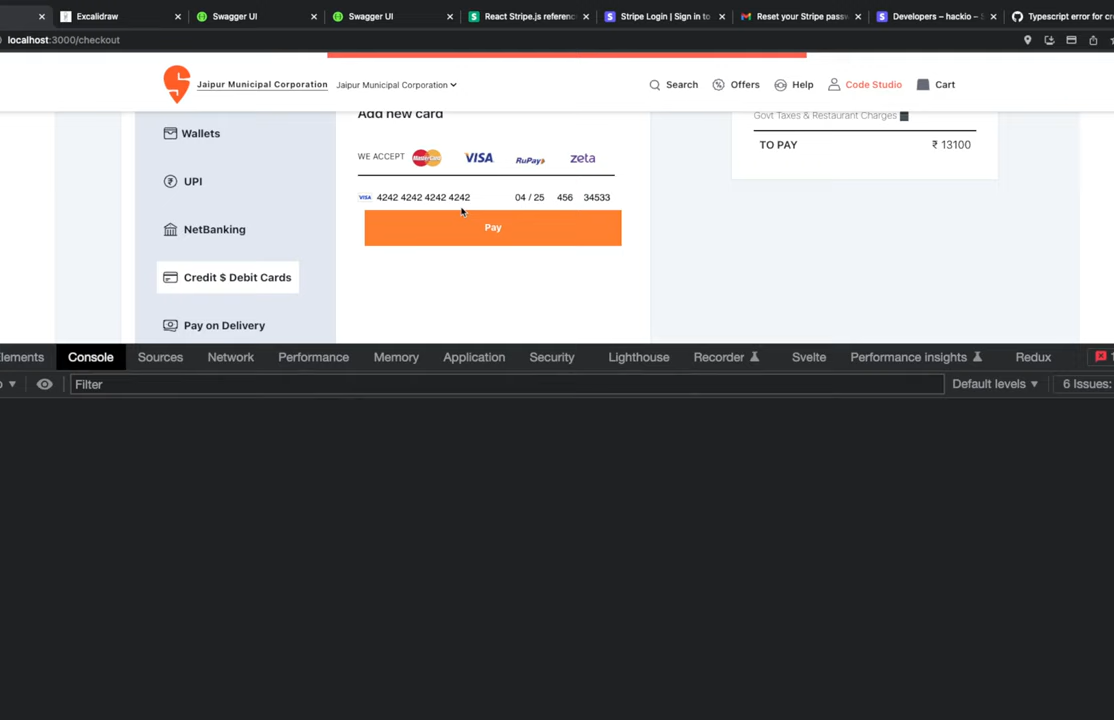 Excalidraw
Swagger UI
Swagger UI
React Stripe.js referenc
Stripe Login | Sign in to
Reset your Stripe passw
Developers – hackio –
Typescript error for cr
localhost:3000/checkout
Jaipur Municipal Corporation
Jaipur Municipal Corporation
Search
Offers
Help
Code Studio
Cart
Wallets
UPI
NetBanking
Credit $ Debit Cards
Pay on Delivery
Add new card
WE ACCEPT
MasterCard
VISA
RuPay
zeta
VISA 4242 4242 4242 4242 04 / 25 456 34533
Pay
Govt Taxes & Restaurant Charges
TO PAY ₹ 13100
Elements
Console
Sources
Network
Performance
Memory
Application
Security
Lighthouse
Recorder
Svelte
Performance insights
Redux
Filter
Default levels
6 Issues: